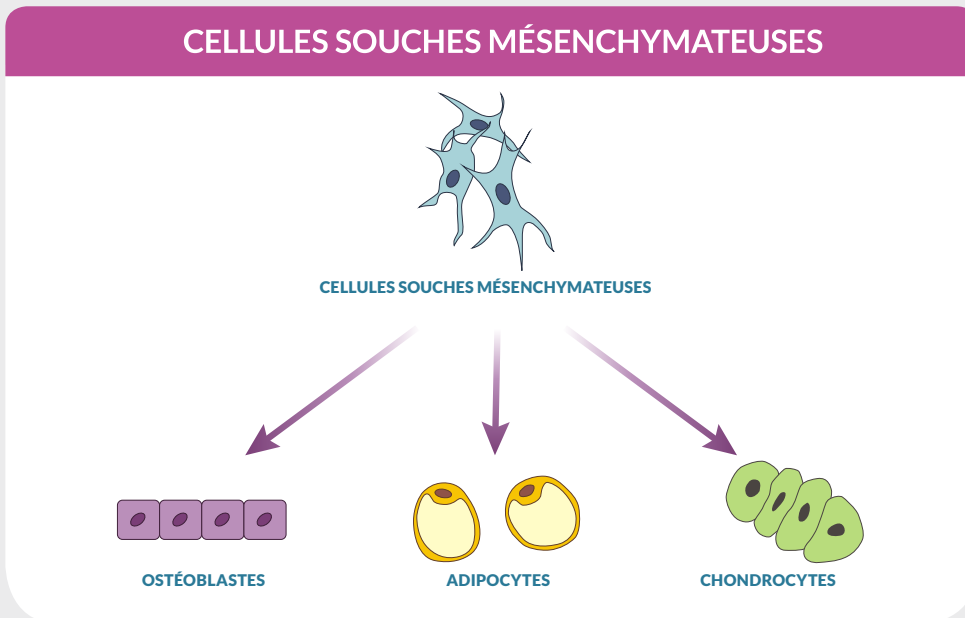 CELLULES SOUCHES MÉSENCHYMATEUSES
CELLULES SOUCHES MÉSENCHYMATEUSES
OSTÉOBLASTES
ADIPOCYTES
CHONDROCYTES